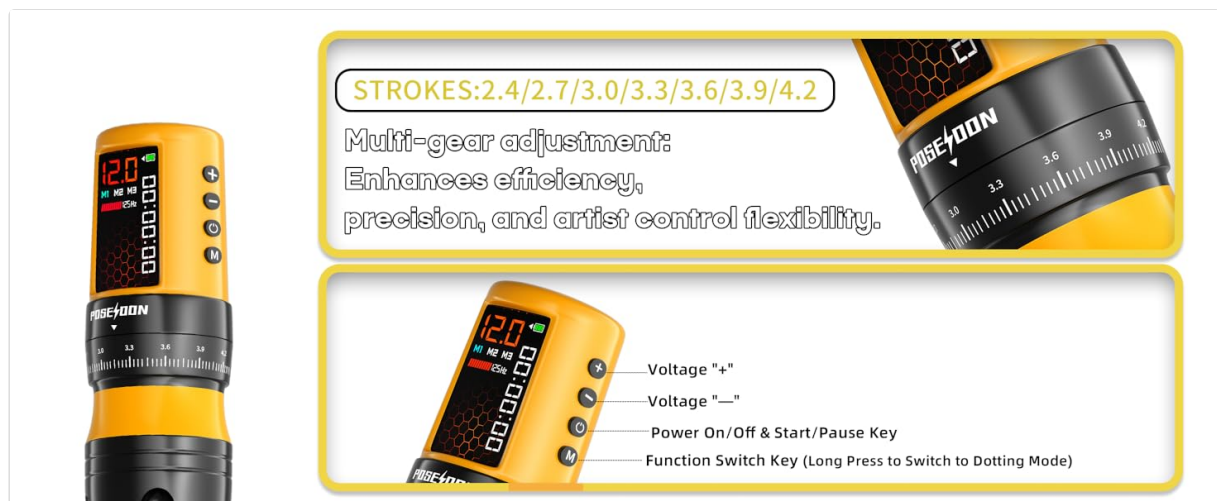 STROKES:2.4/2.7/3.0/3.3/3.6/3.9/4.2
Multi-gear adjustment:
Enhances efficiency,
precision, and artist control flexibility.
POSEIDON
3.0 3.3 3.6 3.9 4.2
12.0
M1 M2 M3
125Hz
00:00:00
M
POSEIDON
3.0 3.3 3.6 3.9 4.2
12.0
M1 M2 M3
125Hz
00:00:00
M
POSEIDON
Voltage "+"
Voltage "—"
Power On/Off & Start/Pause Key
Function Switch Key (Long Press to Switch to Dotting Mode)